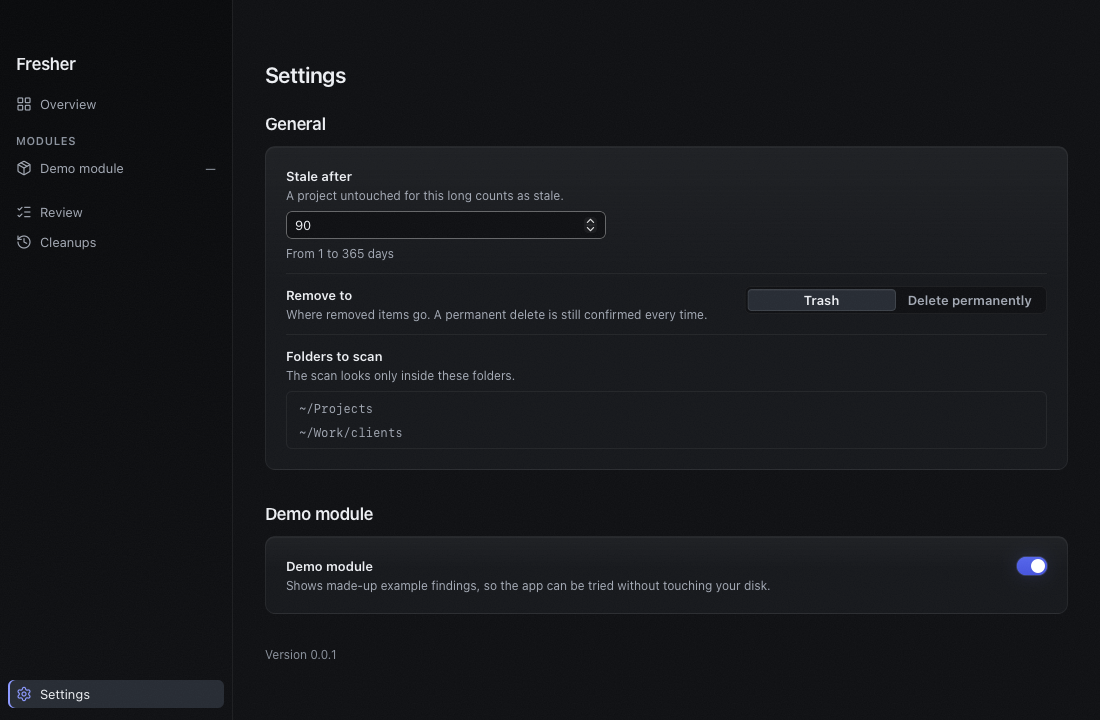 Fresher
Overview
MODULES
Demo module —
Review
Cleanups
Settings
Settings
General
Stale after
A project untouched for this long counts as stale.
90
From 1 to 365 days
Remove to
Where removed items go. A permanent delete is still confirmed every time.
Trash
Delete permanently
Folders to scan
The scan looks only inside these folders.
~/Projects
~/Work/clients
Demo module
Demo module
Shows made-up example findings, so the app can be tried without touching your disk.
Version 0.0.1